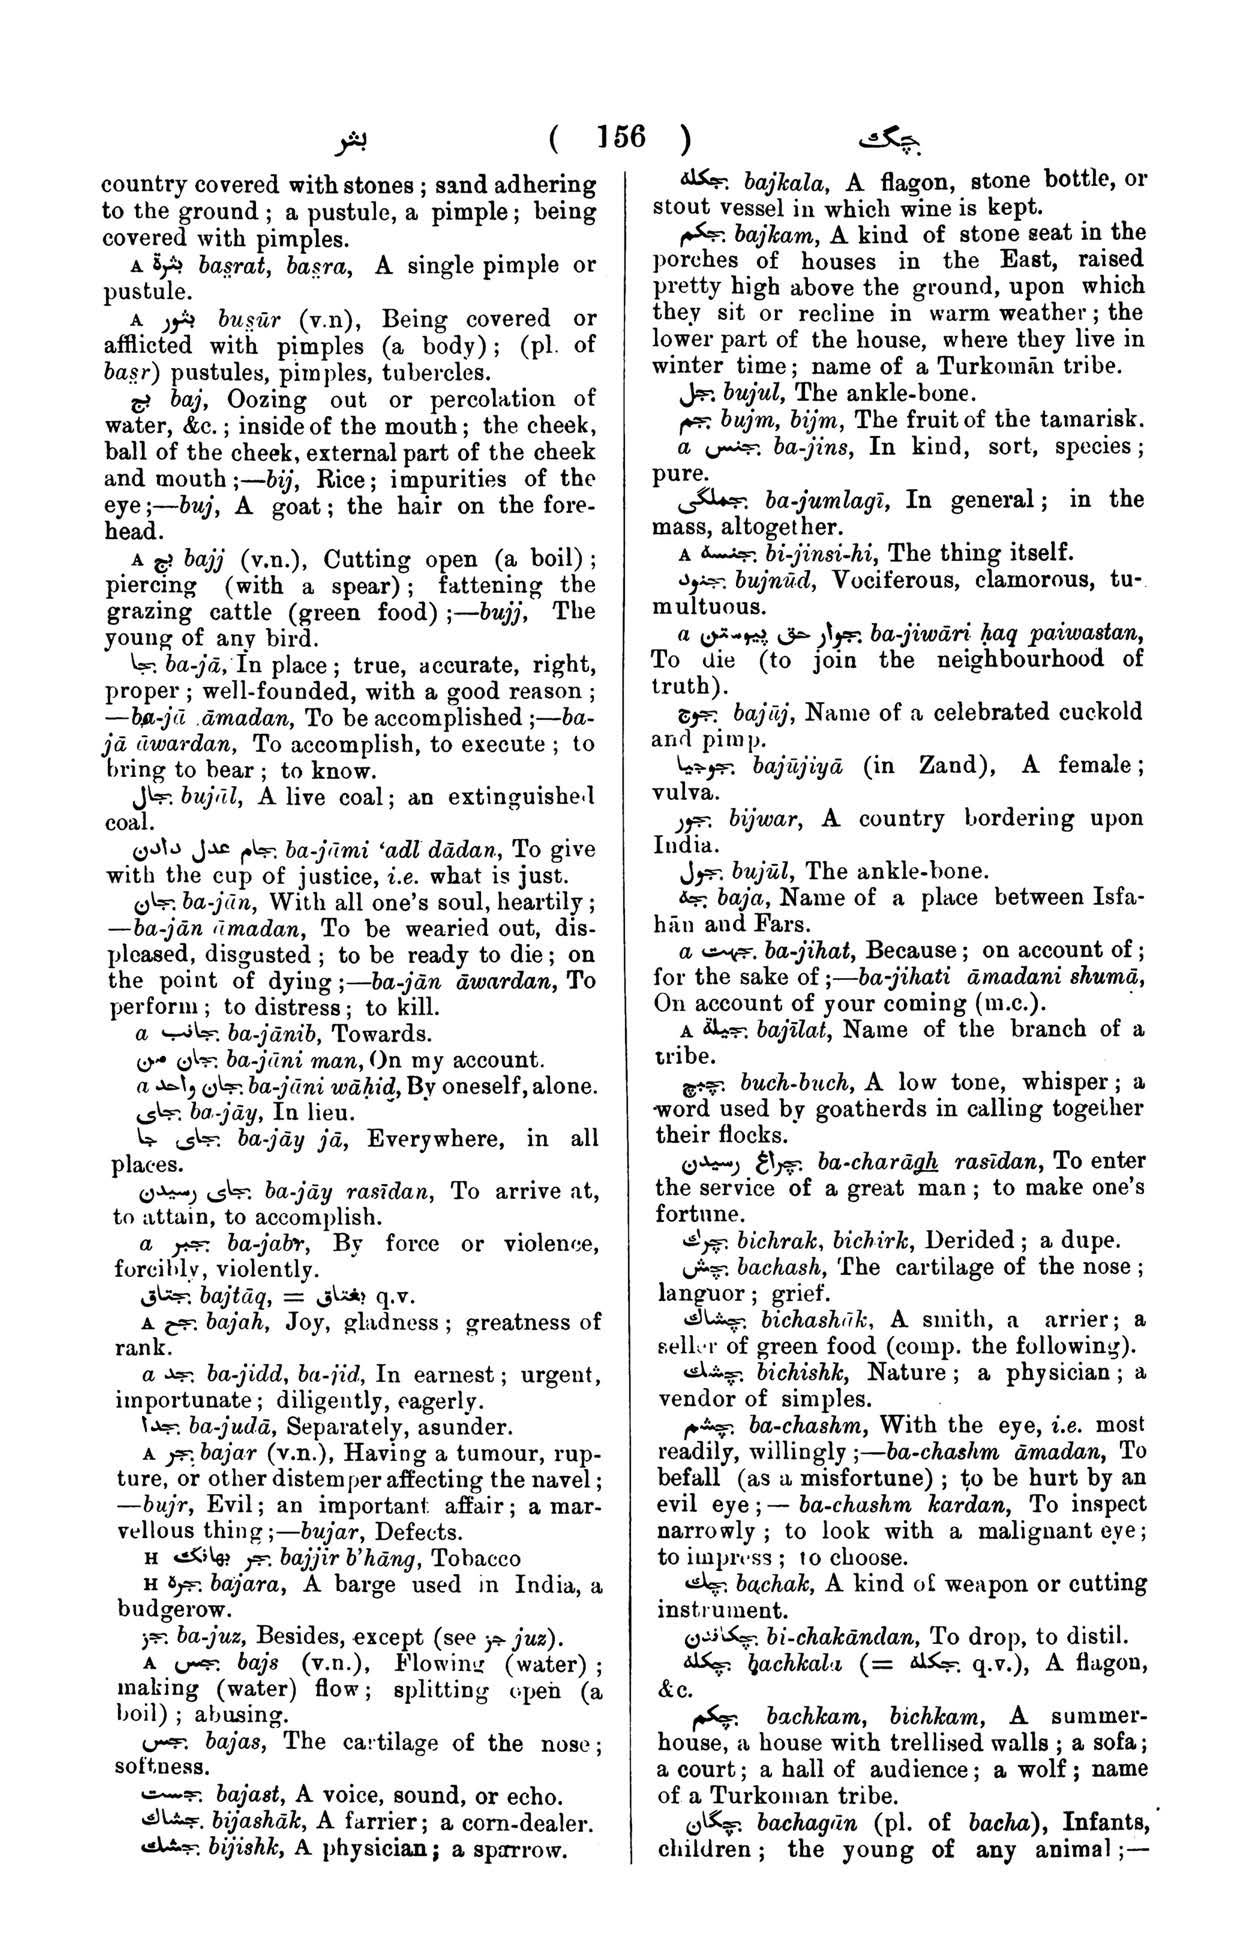 بثر ( 156 ) بچک
country covered with stones ; sand adhering
to the ground ; a pustule, a pimple ; being
covered with pimples.
A بثرة bas̤rat, bas̤ra, A single pimple or
pustule.
A بثور bus̤ūr (v.n), Being covered or
afflicted with pimples (a body) ; (pl. of
bas̤r) pustules, pimples, tubercles.
بج baj, Oozing out or percolation of
water, &c. ; inside of the mouth ; the cheek,
ball of the cheek, external part of the cheek
and mouth ;—bij, Rice ; impurities of the
eye ;—buj, A goat ; the hair on the fore-
head.
A بج bajj (v.n.), Cutting open (a boil) ;
piercing (with a spear) ; fattening the
grazing cattle (green food) ;—bujj, The
young of any bird.
بجا ba-jā, In place ; true, accurate, right,
proper ; well-founded, with a good reason ;
—ba-jā āmadan, To be accomplished ;—ba-
jā āwardan, To accomplish, to execute ; to
bring to bear ; to know.
بجال bujāl, A live coal ; an extinguished
coal.
بجام عدل دادن ba-jāmi ‘adl dādan, To give
with the cup of justice, i.e. what is just.
بجان ba-jān, With all one's soul, heartily ;
—ba-jān āmadan, To be wearied out, dis-
pleased, disgusted ; to be ready to die ; on
the point of dying ;—ba-jān āwardan, To
perform ; to distress ; to kill.
a بجانب ba-jānib, Towards.
بجان من ba-jāni man, On my account.
a بجان واحد ba-jāni wāḥid, By oneself, alone.
بجای ba-jāy, In lieu.
بجای جا ba-jāy jā, Everywhere, in all
places.
بجای رسیدن ba-jāy rasīdan, To arrive at,
to attain, to accomplish.
a بجبر ba-jabr, By force or violence,
forcibly, violently.
بجتاق bajtāq, = بغتاق q.v.
A بجح bajaḥ, Joy, gladness ; greatness of
rank.
a بجد ba-jidd, ba-jid, In earnest ; urgent,
importunate ; diligently, eagerly.
بجدا ba-judā, Separately, asunder.
A بجر bajar (v.n.), Having a tumour, rup-
ture, or other distemper affecting the navel ;
—bujr, Evil ; an important affair ; a mar-
vellous thing ;—bujar, Defects.
H بجر بهانگ bajjir b'hāng, Tobacco
H بجرة bajara, A barge used in India, a
budgerow.
بجز ba-juz, Besides, except (see جز juz).
A بجس bajs (v.n.), Flowing (water) ;
making (water) flow ; splitting open (a
boil) ; abusing.
بجس bajas, The cartilage of the nose ;
softness.
بجست bajast, A voice, sound, or echo.
بجشاك bijashāk, A farrier ; a corn-dealer.
بجشك bijishk, A physician ; a sparrow.
بجكله bajkala, A flagon, stone bottle, or
stout vessel in which wine is kept.
بجكم bajkam, A kind of stone seat in the
porches of houses in the East, raised
pretty high above the ground, upon which
they sit or recline in warm weather ; the
lower part of the house, where they live in
winter time ; name of a Turkomān tribe.
بجل bujul, The ankle-bone.
بجم bujm, bijm, The fruit of the tamarisk.
a بجنس ba-jins, In kind, sort, species ;
pure.
بجملگی ba-jumlagī, In general ; in the
mass, altogether.
A بجنسه bi-jinsi-hi, The thing itself.
بجنود bujnūd, Vociferous, clamorous, tu-
multuous.
a بجوار حق پیوستن ba-jiwāri ḥaq paiwastan,
To die (to join the neighbourhood of
truth).
بجوج bajūj, Name of a celebrated cuckold
and pimp.
بجوجیا bajūjiyā (in Zand), A female ;
vulva.
بجور bijwar, A country bordering upon
India.
بجول bujūl, The ankle-bone.
بجه baja, Name of a place between Isfa-
hān and Fars.
a بجهت ba-jihat, Because ; on account of ;
for the sake of ;—ba-jihati āmadani shumā,
On account of your coming (m.c.).
A بجیلة bajīlat, Name of the branch of a
tribe.
بچبچ buch-buch, A low tone, whisper ; a
word used by goatherds in calling together
their flocks.
بچراغ رسیدن ba-charāgh rasīdan, To enter
the service of a great man ; to make one's
fortune.
بچرك bichrak, bichirk, Derided ; a dupe.
بچش bachash, The cartilage of the nose ;
languor ; grief.
بچشاك bichashāk, A smith, a arrier ; a
seller of green food (comp. the following).
بچشك bichishk, Nature ; a physician ; a
vendor of simples.
بچشم ba-chashm, With the eye, i.e. most
readily, willingly ;—ba-chashm āmadan, To
befall (as a misfortune) ; to be hurt by an
evil eye ;— ba-chashm kardan, To inspect
narrowly ; to look with a malignant eye ;
to impress ; to choose.
بچك bachak, A kind of weapon or cutting
instrument.
بچكاندن bi-chakāndan, To drop, to distil.
بچكله bachkala (= بجكله q.v.), A flagon,
&c.
بچكم bachkam, bichkam, A summer-
house, a house with trellised walls ; a sofa ;
a court ; a hall of audience ; a wolf ; name
of a Turkoman tribe.
بچگان bachagān (pl. of bacha), Infants,
children ; the young of any animal ;—